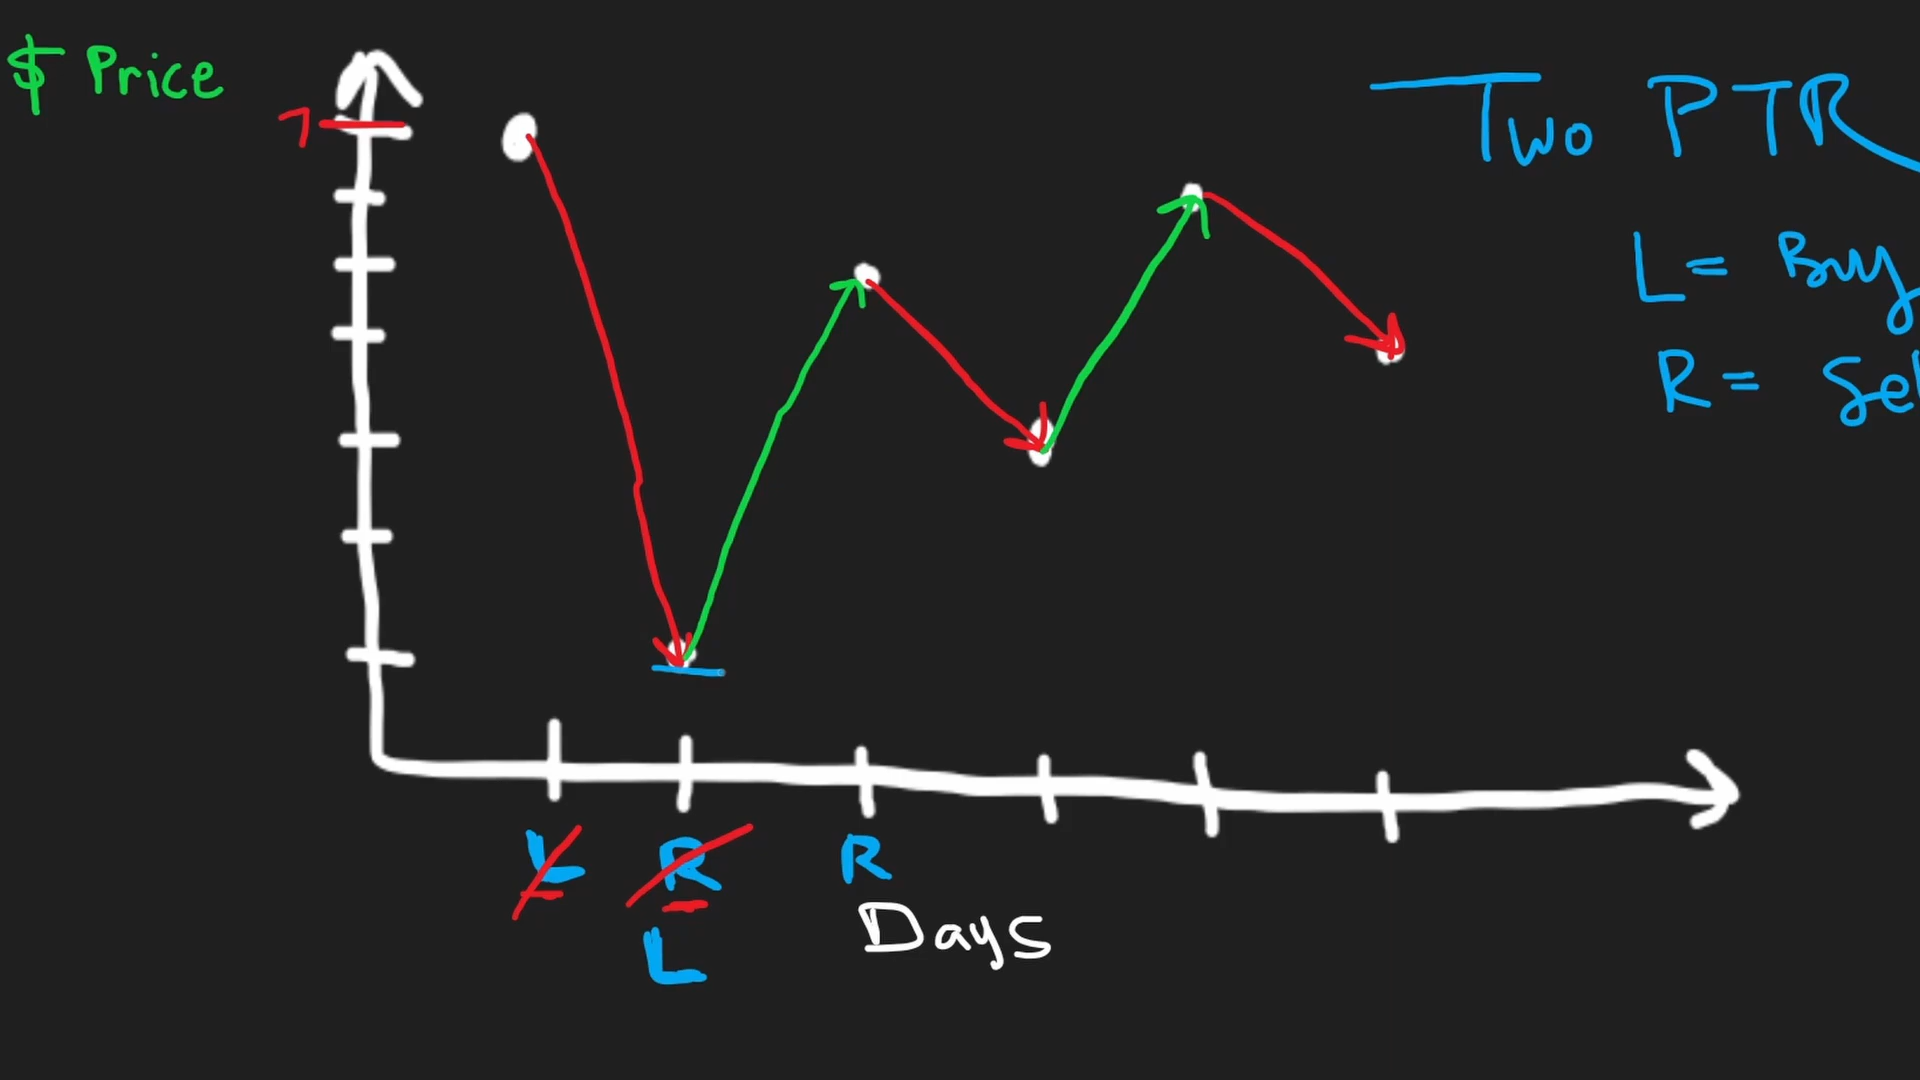 $ Price
7
Two PTR
L = Buy
R = Sel
L R R
L
Days